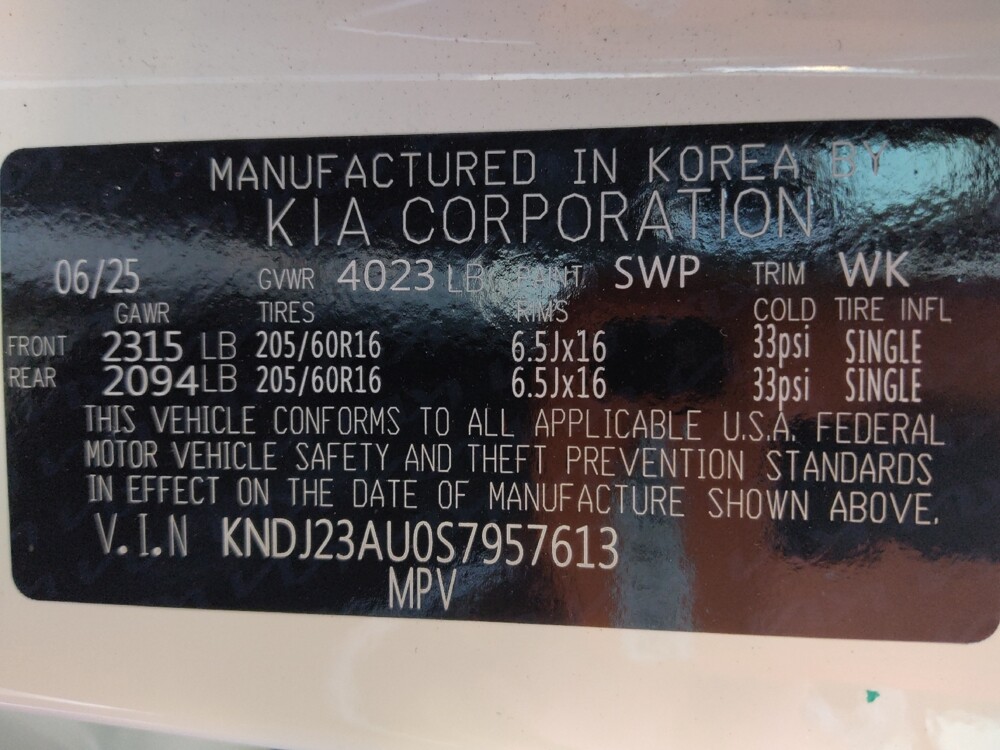 MANUFACTURED IN KOREA BY
KIA CORPORATION
06/25 GVWR 4023 LB PAINT SWP TRIM WK
GAWR TIRES RIMS COLD TIRE INFL
FRONT 2315 LB 205/60R16 6.5Jx16 33psi SINGLE
REAR 2094 LB 205/60R16 6.5Jx16 33psi SINGLE
THIS VEHICLE CONFORMS TO ALL APPLICABLE U.S.A. FEDERAL
MOTOR VEHICLE SAFETY AND THEFT PREVENTION STANDARDS
IN EFFECT ON THE DATE OF MANUFACTURE SHOWN ABOVE.
V.I.N KNDJ23AU0S7957613
MPV